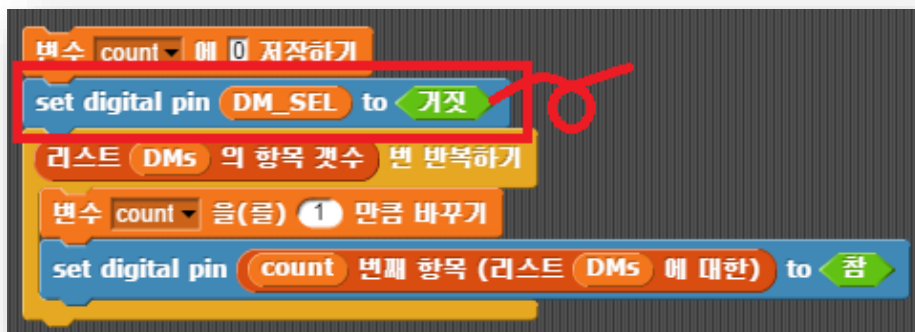 변수 count 에 0 저장하기
set digital pin DM_SEL to 거짓
리스트 DMs 의 항목 갯수 번 반복하기
변수 count 을(를) 1 만큼 바꾸기
set digital pin count 번째 항목 (리스트 DMs 에 대한) to 참